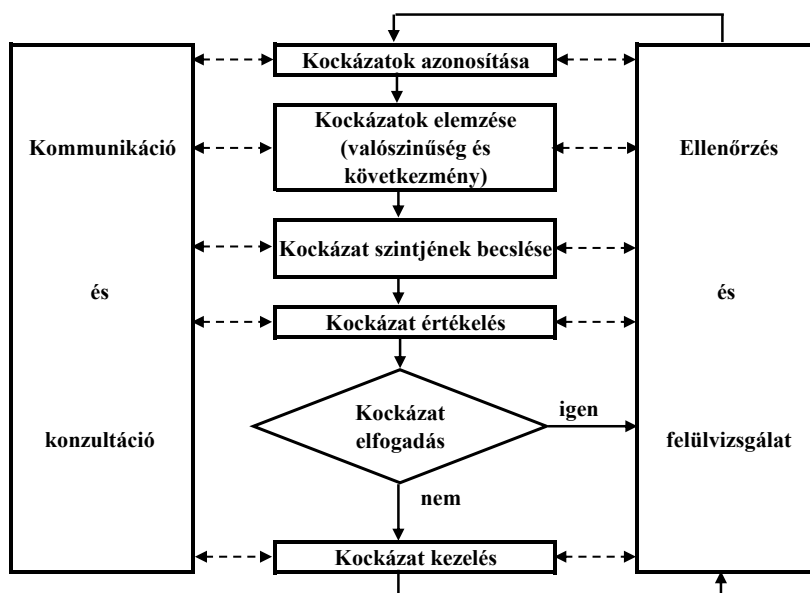 Kockázatok azonosítása
Kockázatok elemzése
(valószinűség és
következmény)
Kommunikáció
Ellenőrzés
Kockázat szintjének becslése
és
és
Kockázat értékelés
Kockázat
elfogadás
igen
konzultáció
felülvizsgálat
nem
Kockázat kezelés